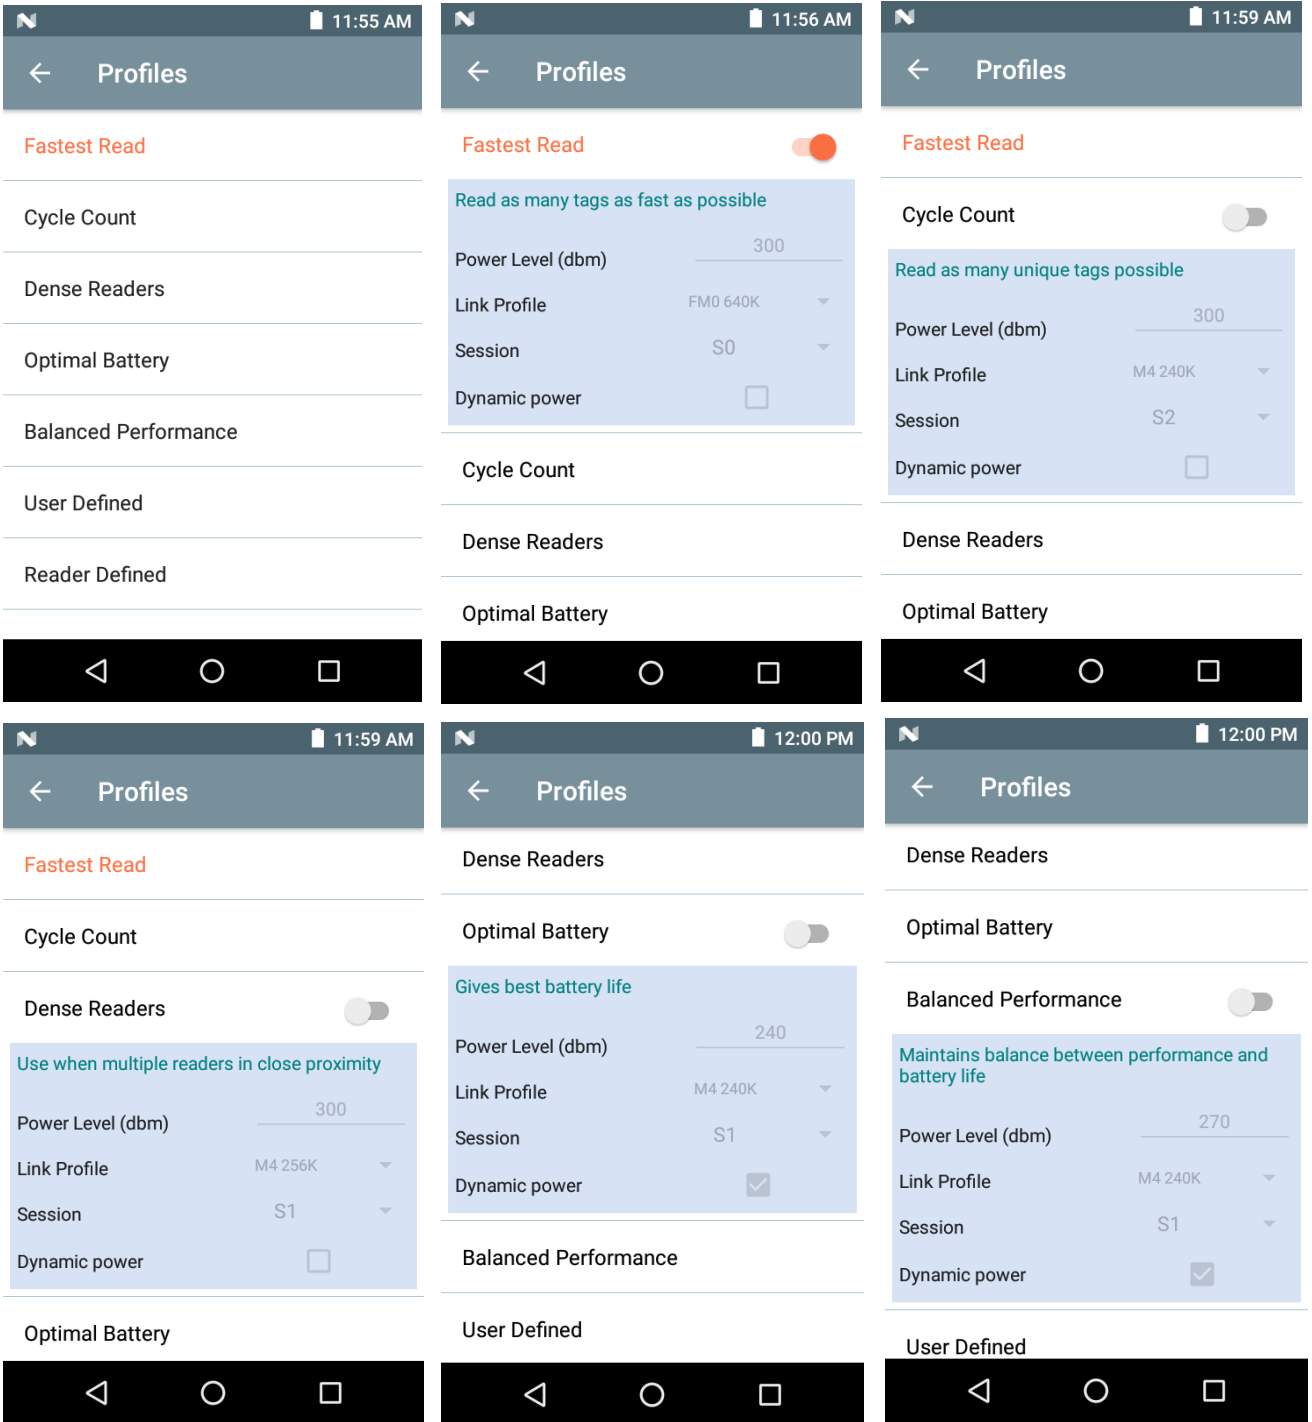 11:55 AM
Profiles
Fastest Read
Cycle Count
Dense Readers
Optimal Battery
Balanced Performance
User Defined
Reader Defined
11:56 AM
Profiles
Fastest Read
Read as many tags as fast as possible
Power Level (dbm) 300
Link Profile FM0 640K
Session S0
Dynamic power
Cycle Count
Dense Readers
Optimal Battery
11:59 AM
Profiles
Fastest Read
Cycle Count
Read as many unique tags possible
Power Level (dbm) 300
Link Profile M4 240K
Session S2
Dynamic power
Dense Readers
Optimal Battery
11:59 AM
Profiles
Fastest Read
Cycle Count
Dense Readers
Use when multiple readers in close proximity
Power Level (dbm) 300
Link Profile M4 256K
Session S1
Dynamic power
Optimal Battery
12:00 PM
Profiles
Dense Readers
Optimal Battery
Gives best battery life
Power Level (dbm) 240
Link Profile M4 240K
Session S1
Dynamic power
Balanced Performance
User Defined
12:00 PM
Profiles
Dense Readers
Optimal Battery
Balanced Performance
Maintains balance between performance and
battery life
Power Level (dbm) 270
Link Profile M4 240K
Session S1
Dynamic power
User Defined